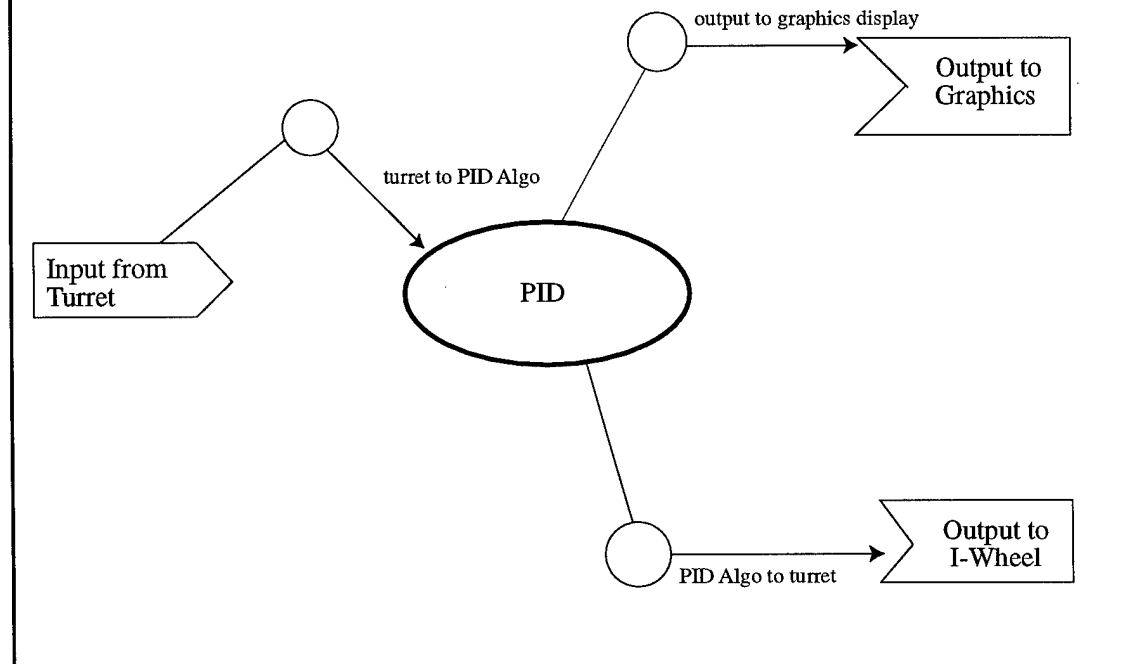 output to graphics display
Output to
Graphics
turret to PID Algo
Input from
Turret
PID
Output to
I-Wheel
PID Algo to turret